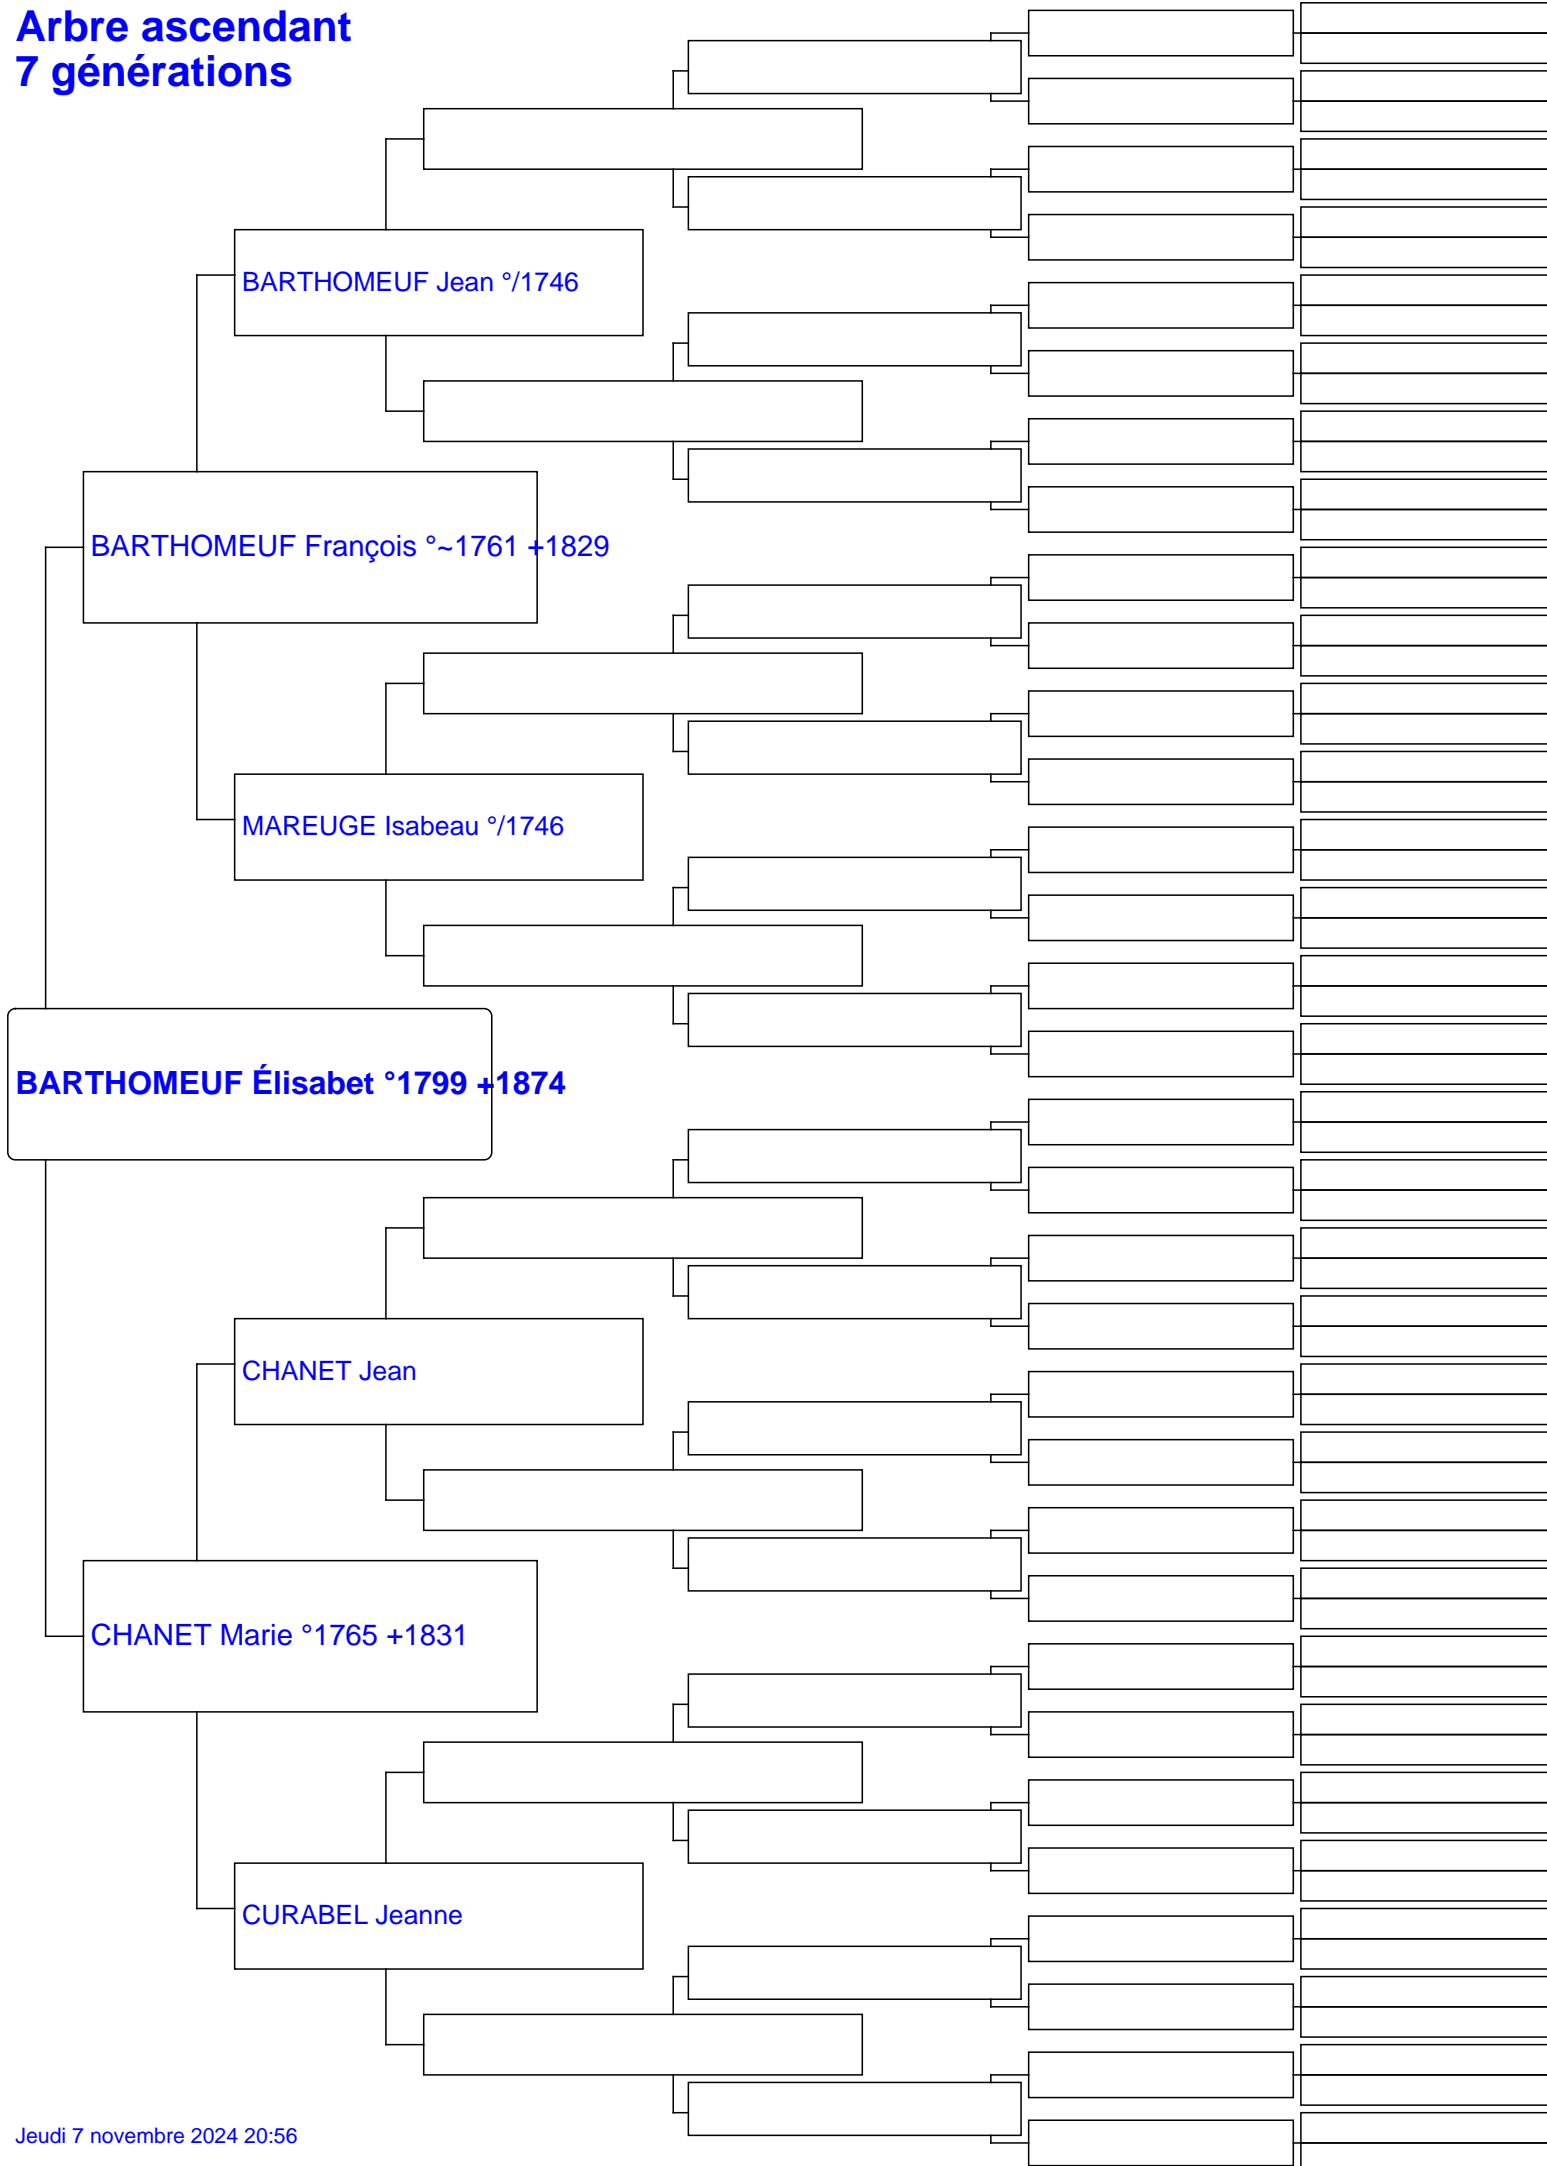 Arbre ascendant
7 générations
BARTHOMEUF Jean °/1746
BARTHOMEUF François °~1761 +1829
MAREUGE Isabeau °/1746
BARTHOMEUF Élisabet °1799 +1874
CHANET Jean
CHANET Marie °1765 +1831
CURABEL Jeanne
Jeudi 7 novembre 2024 20:56